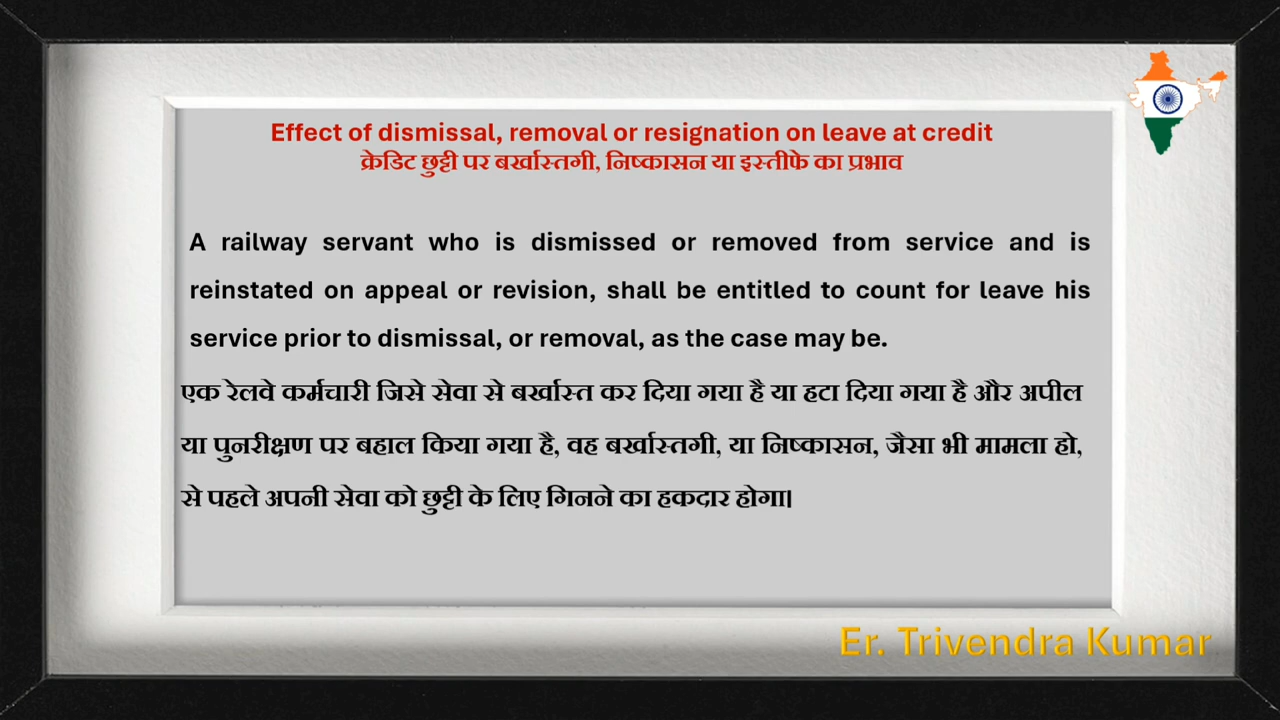 Effect of dismissal, removal or resignation on leave at credit
क्रेडिट छुट्टी पर बर्खास्तगी, निष्कासन या इस्तीफे का प्रभाव
A railway servant who is dismissed or removed from service and is
reinstated on appeal or revision, shall be entitled to count for leave his
service prior to dismissal, or removal, as the case may be.
एक रेलवे कर्मचारी जिसे सेवा से बर्खास्त कर दिया गया है या हटा दिया गया है और अपील
या पुनरीक्षण पर बहाल किया गया है, वह बर्खास्तगी, या निष्कासन, जैसा भी मामला हो,
से पहले अपनी सेवा को छुट्टी के लिए गिनने का हकदार होगा।
Er. Trivendra Kumar